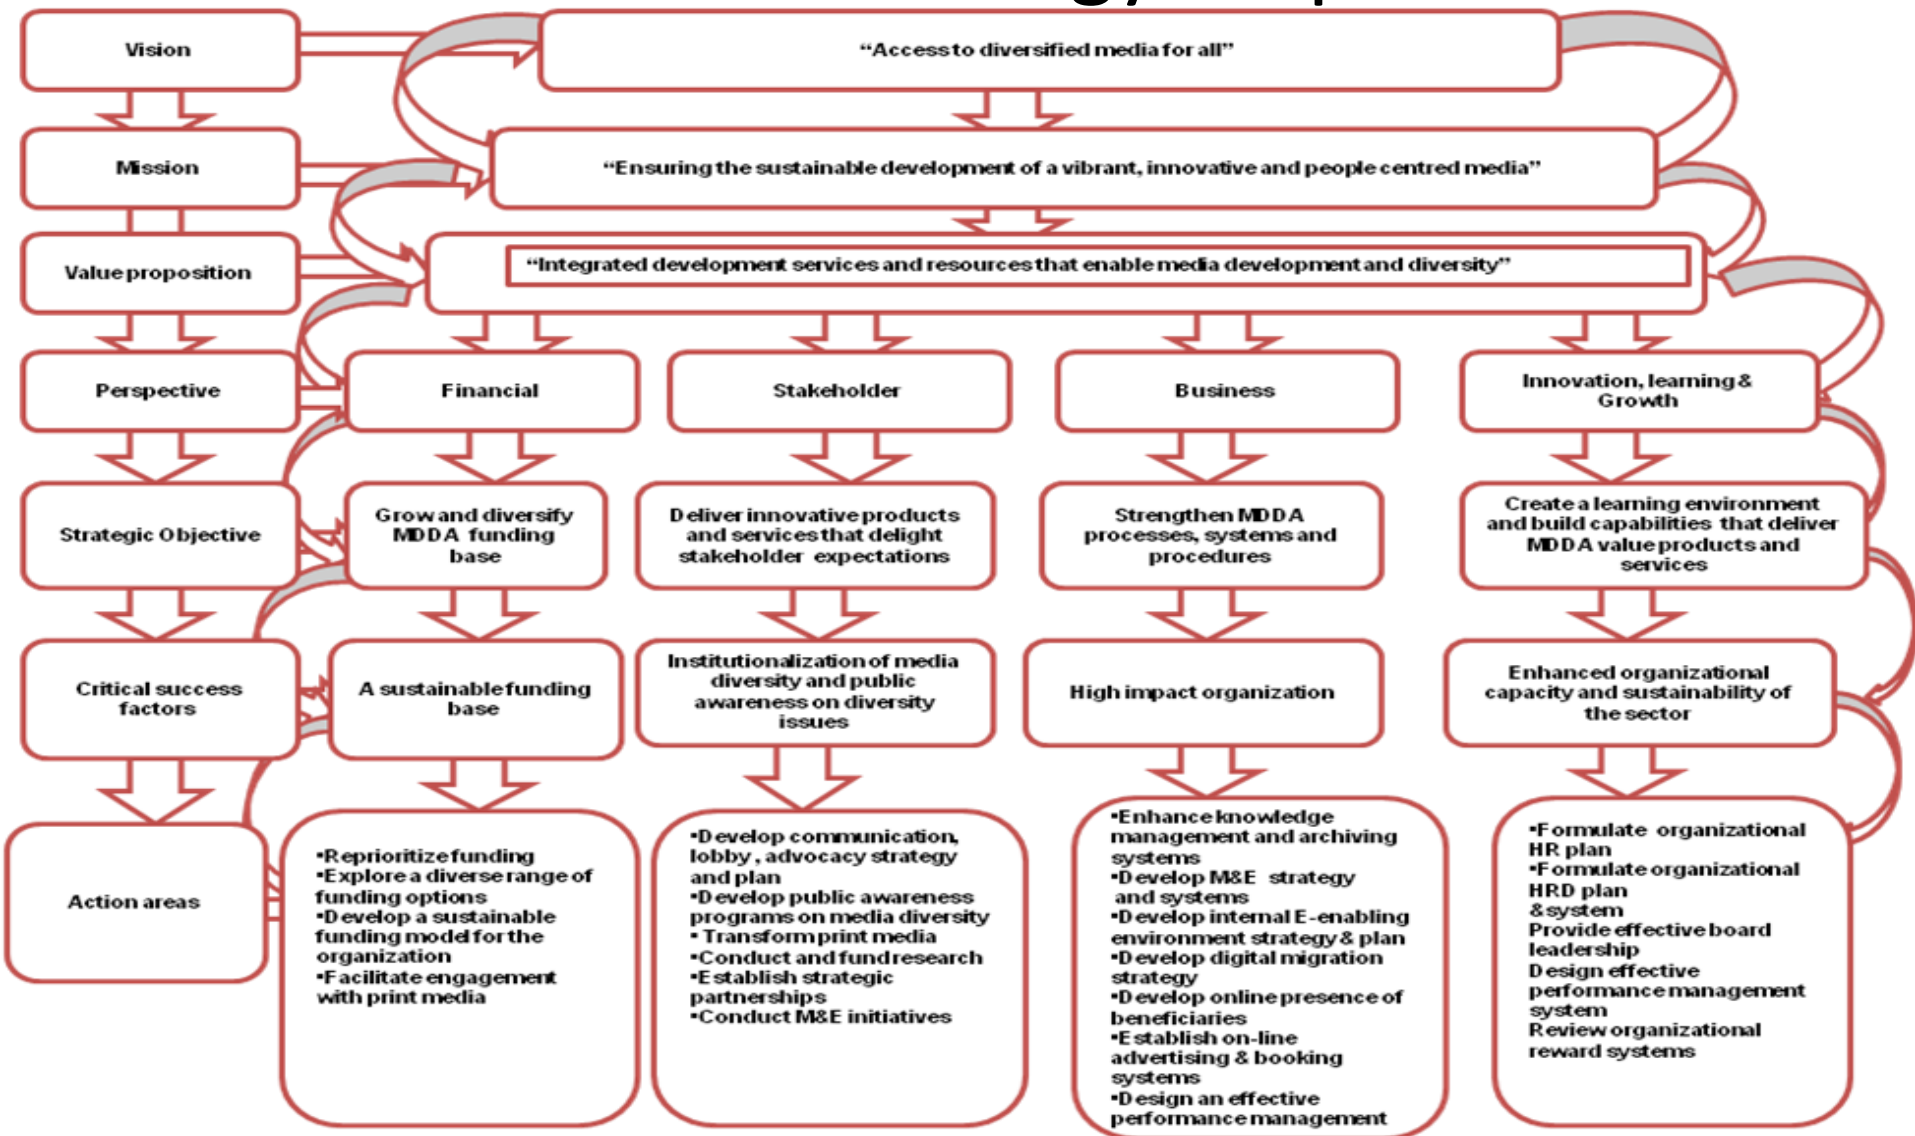 Vision
“Access to diversified media for all”
Mission
“Ensuring the sustainable development of a vibrant, innovative and people centred media”
Value proposition
“Integrated development services and resources that enable media development and diversity”
Perspective
Financial
Stakeholder
Business
Innovation, learning &
Growth
Strategic Objective
Grow and diversify
MDDA funding
base
Deliver innovative products
and services that delight
stakeholder expectations
Strengthen MDDA
processes, systems and
procedures
Create a learning environment
and build capabilities that deliver
MDDA value products and
services
Critical success
factors
A sustainable funding
base
Institutionalization of media
diversity and public
awareness on diversity
issues
High impact organization
Enhanced organizational
capacity and sustainability of
the sector
Action areas
▪Reprioritize funding
▪Explore a diverse range of
funding options
▪Develop a sustainable
funding model for the
organization
▪Facilitate engagement
with print media
▪Develop communication,
lobby , advocacy strategy
and plan
▪Develop public awareness
programs on media diversity
▪ Transform print media
▪Conduct and fund research
▪Establish strategic
partnerships
▪Conduct M&E initiatives
▪Enhance knowledge
management and archiving
systems
▪Develop M&E strategy
and systems
▪Develop internal E-enabling
environment strategy & plan
▪Develop digital migration
strategy
▪Develop online presence of
beneficiaries
▪Establish on-line
advertising & booking
systems
▪Design an effective
performance management
▪Formulate organizational
HR plan
▪Formulate organizational
HRD plan
& system
Provide effective board
leadership
Design effective
performance management
system
Review organizational
reward systems